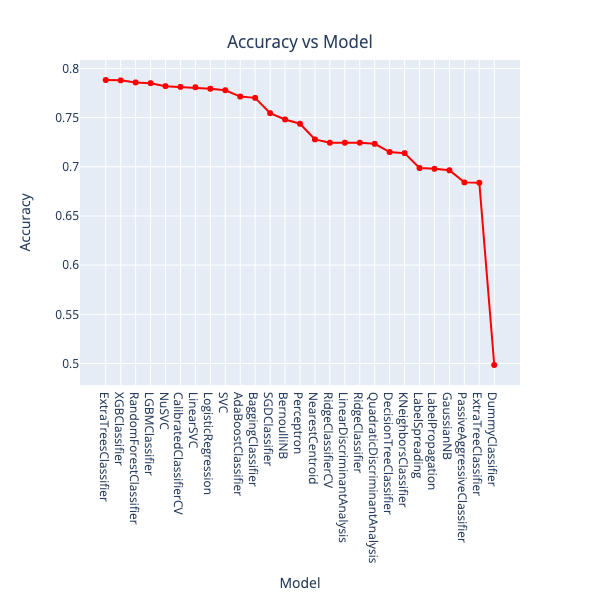 Accuracy vs Model
Accuracy
0.8
0.75
0.7
0.65
0.6
0.55
0.5
ExtraTreesClassifier
XGBClassifier
RandomForestClassifier
LGBMClassifier
NuSVC
CalibratedClassifierCV
LinearSVC
LogisticRegression
SVC
AdaBoostClassifier
BaggingClassifier
SGDClassifier
BernoulliNB
Perceptron
NearestCentroid
RidgeClassifierCV
LinearDiscriminantAnalysis
RidgeClassifier
QuadraticDiscriminantAnalysis
DecisionTreeClassifier
KNeighborsClassifier
LabelSpreading
LabelPropagation
GaussianNB
PassiveAggressiveClassifier
ExtraTreeClassifier
DummyClassifier
Model